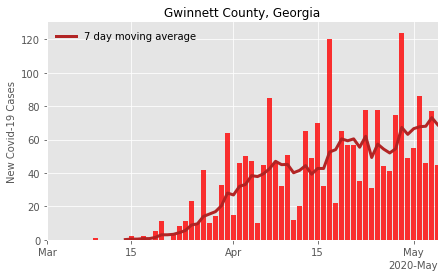 Gwinnett County, Georgia
7 day moving average
New Covid-19 Cases
120
100
80
60
40
20
0
Mar
15
Apr
15
May
2020-May